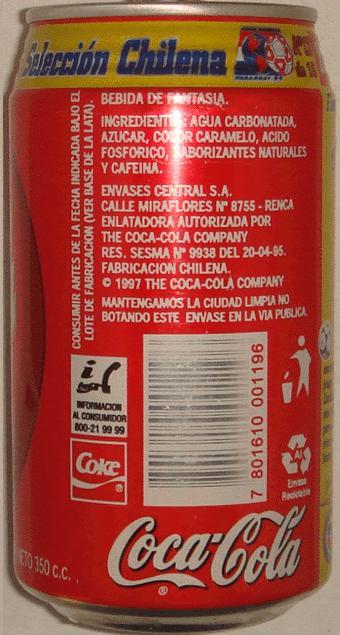 Selección Chilena
PARAGUAY-99
CONSUMIR ANTES DE LA FECHA INDICADA BAJO EL
LOTE DE FABRICACION (VER BASE DE LA LATA).
BEBIDA DE FANTASIA.
INGREDIENTES: AGUA CARBONATADA,
AZUCAR, COLOR CARAMELO, ACIDO
FOSFORICO, SABORIZANTES NATURALES
Y CAFEINA.
ENVASES CENTRAL S.A.
CALLE MIRAFLORES Nº 8755 - RENCA
ENLATADORA AUTORIZADA POR
THE COCA-COLA COMPANY
RES. SESMA Nº 9938 DEL 20-04-95.
FABRICACION CHILENA.
© 1997 THE COCA-COLA COMPANY
MANTENGAMOS LA CIUDAD LIMPIA NO
BOTANDO ESTE ENVASE EN LA VIA PUBLICA.
INFORMACION
AL CONSUMIDOR
800-21 99 99
7 801610 001196
Al
Envase
Reciclable
Coke
®
Coca-Cola
®
NETO 350 c.c.